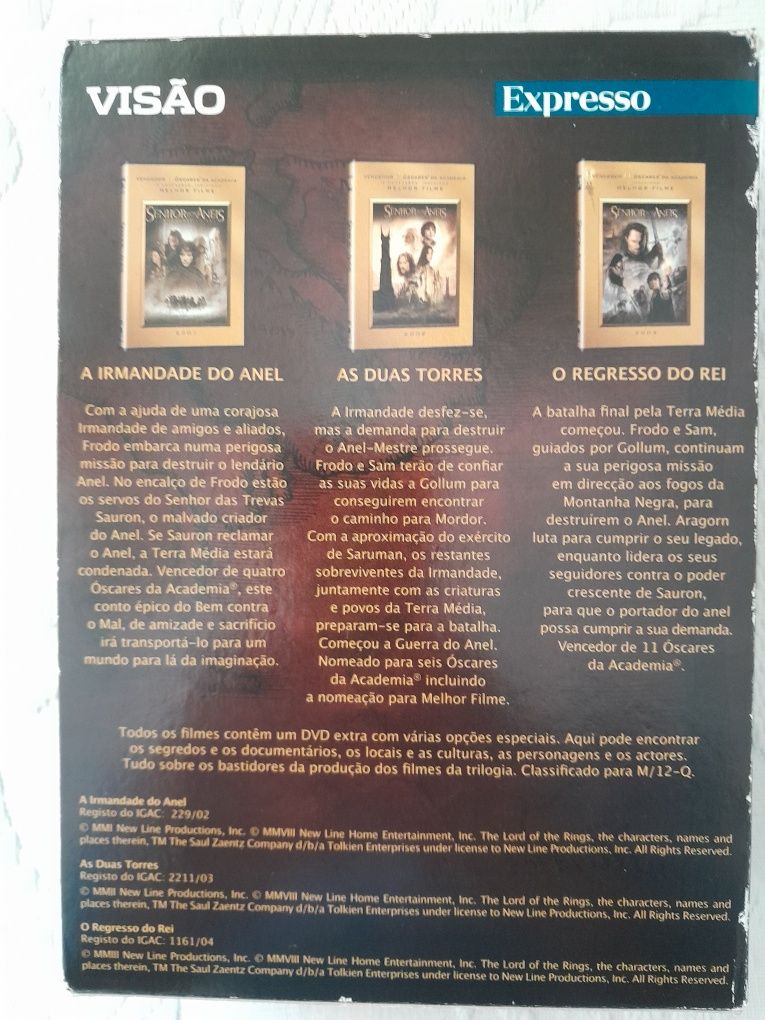 VISÃO
Expresso
SENHOR DOS ANÉIS
SENHOR DOS ANÉIS
SENHOR DOS ANÉIS
A IRMANDADE DO ANEL
Com a ajuda de uma corajosa
Irmandade de amigos e aliados,
Frodo embarca numa perigosa
missão para destruir o lendário
Anel. No encalço de Frodo estão
os servos do Senhor das Trevas
Sauron, o malvado criador
do Anel. Se Sauron reclamar
o Anel, a Terra Média estará
condenada. Vencedor de quatro
Óscares da Academia®, este
conto épico do Bem contra
o Mal, de amizade e sacrifício
irá transportá-lo para um
mundo para lá da imaginação.
AS DUAS TORRES
A Irmandade desfez-se,
mas a demanda para destruir
o Anel-Mestre prossegue.
Frodo e Sam terão de confiar
as suas vidas a Gollum para
conseguirem encontrar
o caminho para Mordor.
Com a aproximação do exército
de Saruman, os restantes
sobreviventes da Irmandade,
juntamente com as criaturas
e povos da Terra Média,
preparam-se para a batalha.
Começou a Guerra do Anel.
Nomeado para seis Óscares
da Academia® incluindo
a nomeação para Melhor Filme.
O REGRESSO DO REI
A batalha final pela Terra Média
começou. Frodo e Sam,
guiados por Gollum, continuam
a sua perigosa missão
em direcção aos fogos da
Montanha Negra, para
destruírem o Anel. Aragorn
luta para cumprir o seu legado,
enquanto lidera os seus
seguidores contra o poder
crescente de Sauron,
para que o portador do anel
possa cumprir a sua demanda.
Vencedor de 11 Óscares
da Academia®.
Todos os filmes contêm um DVD extra com várias opções especiais. Aqui pode encontrar
os segredos e os documentários, os locais e as culturas, as personagens e os actores.
Tudo sobre os bastidores da produção dos filmes da trilogia. Classificado para M/12-Q.
A Irmandade do Anel
Registo do IGAC: 229/02
© MMI New Line Productions, Inc. © MMVIII New Line Home Entertainment, Inc. The Lord of the Rings, the characters, names and
places therein, TM The Saul Zaentz Company d/b/a Tolkien Enterprises under license to New Line Productions, Inc. All Rights Reserved.
As Duas Torres
Registo do IGAC: 2211/03
© MMII New Line Productions, Inc. © MMVIII New Line Home Entertainment, Inc. The Lord of the Rings, the characters, names and
places therein, TM The Saul Zaentz Company d/b/a Tolkien Enterprises under license to New Line Productions, Inc. All Rights Reserved.
O Regresso do Rei
Registo do IGAC: 1161/04
© MMIII New Line Productions, Inc. © MMVIII New Line Home Entertainment, Inc. The Lord of the Rings, the characters, names and
places therein, TM The Saul Zaentz Company d/b/a Tolkien Enterprises under license to New Line Productions, Inc. All Rights Reserved.